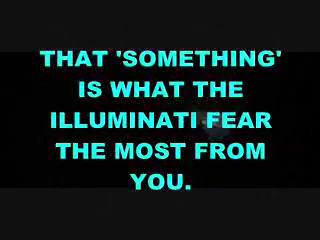 THAT 'SOMETHING'
IS WHAT THE
ILLUMINATI FEAR
THE MOST FROM
YOU.